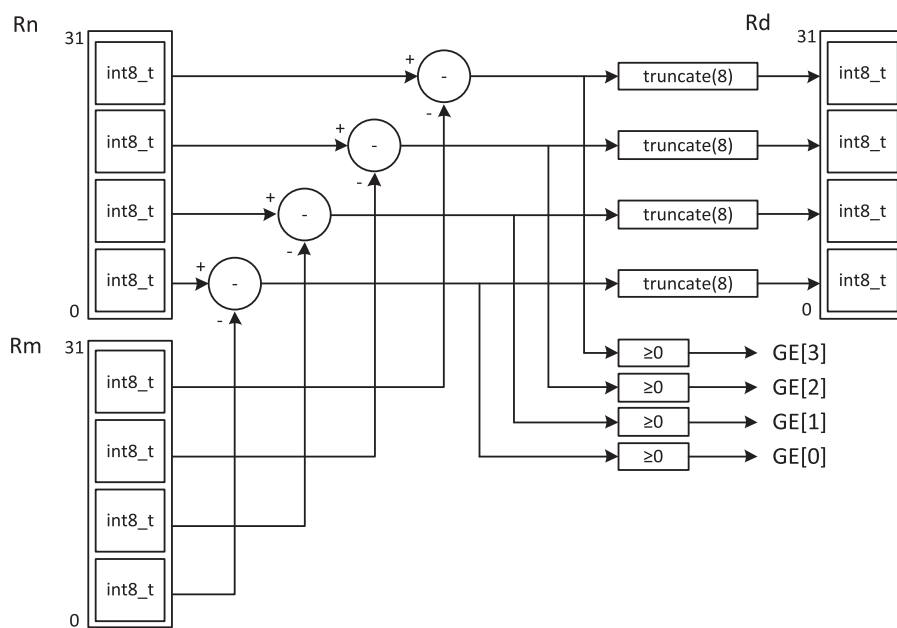 Rn
31
int8_t
int8_t
int8_t
int8_t
0
Rm
31
int8_t
int8_t
int8_t
int8_t
0
+
-
-
+
-
-
+
-
-
+
-
-
truncate(8)
truncate(8)
truncate(8)
truncate(8)
≥0
GE[3]
≥0
GE[2]
≥0
GE[1]
≥0
GE[0]
Rd
31
int8_t
int8_t
int8_t
int8_t
0